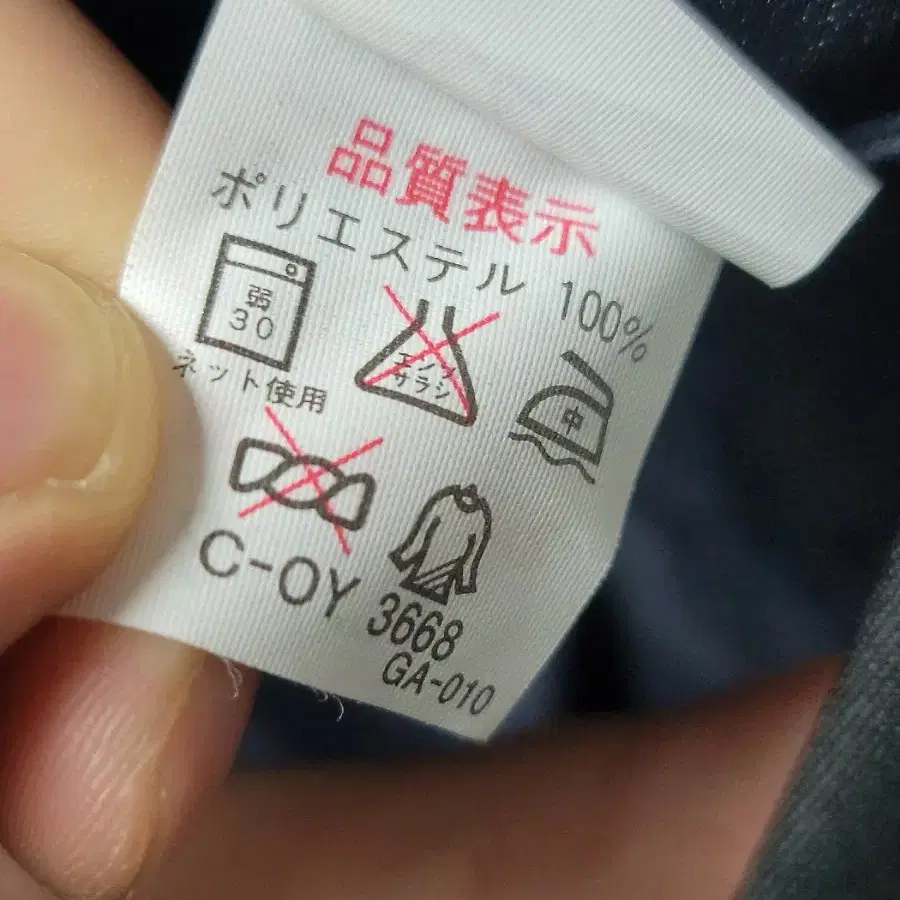 品質表示
ポリエステル 100%
弱
30
エンソ
サラシ
中
ネット使用
C-OY
3668
GA-010